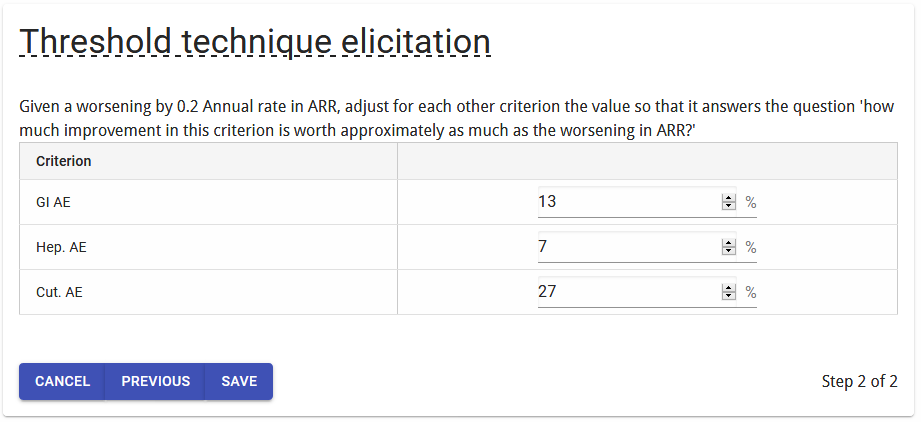 Threshold technique elicitation
Given a worsening by 0.2 Annual rate in ARR, adjust for each other criterion the value so that it answers the question 'how
much improvement in this criterion is worth approximately as much as the worsening in ARR?'
Criterion
GI AE 13 %
Hep. AE 7 %
Cut. AE 27 %
CANCEL PREVIOUS SAVE Step 2 of 2